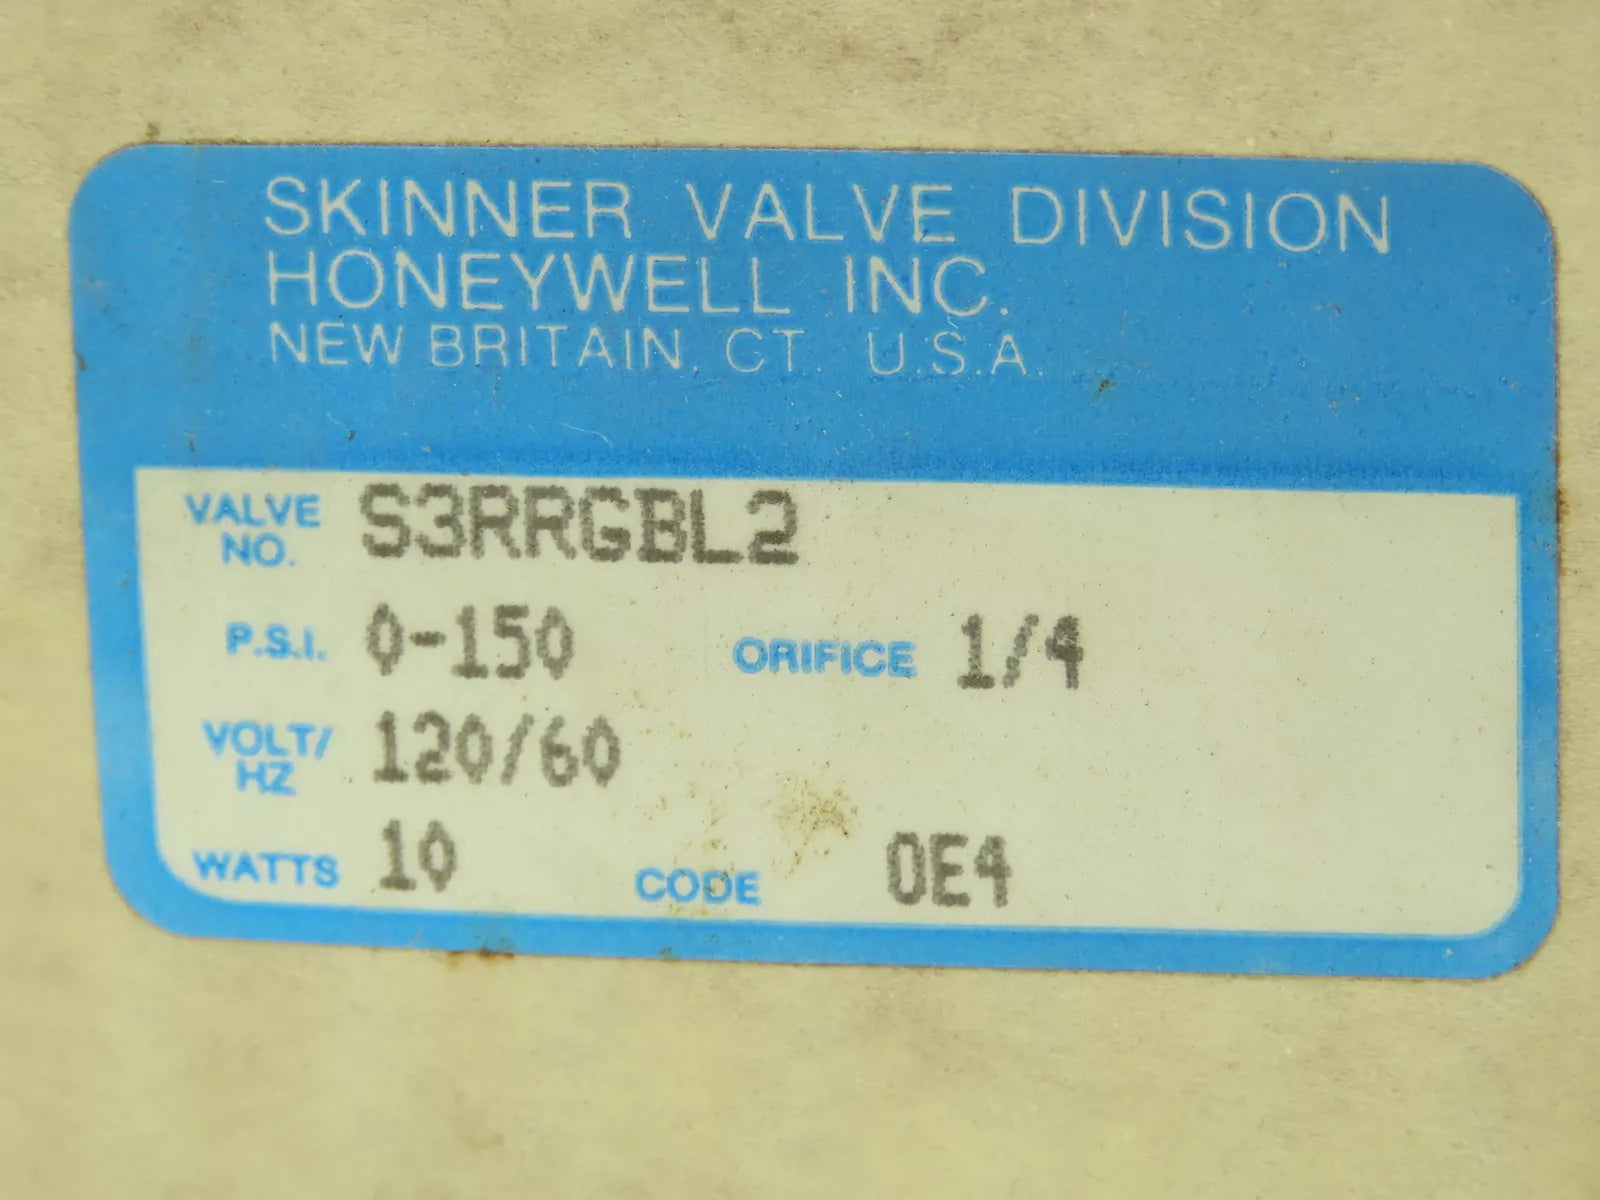 SKINNER VALVE DIVISION
HONEYWELL INC.
NEW BRITAIN, CT. U.S.A.
VALVE NO. S3RRGBL2
P.S.I. 0-150 ORIFICE 1/4
VOLT/HZ 120/60
WATTS 10 CODE 0E4